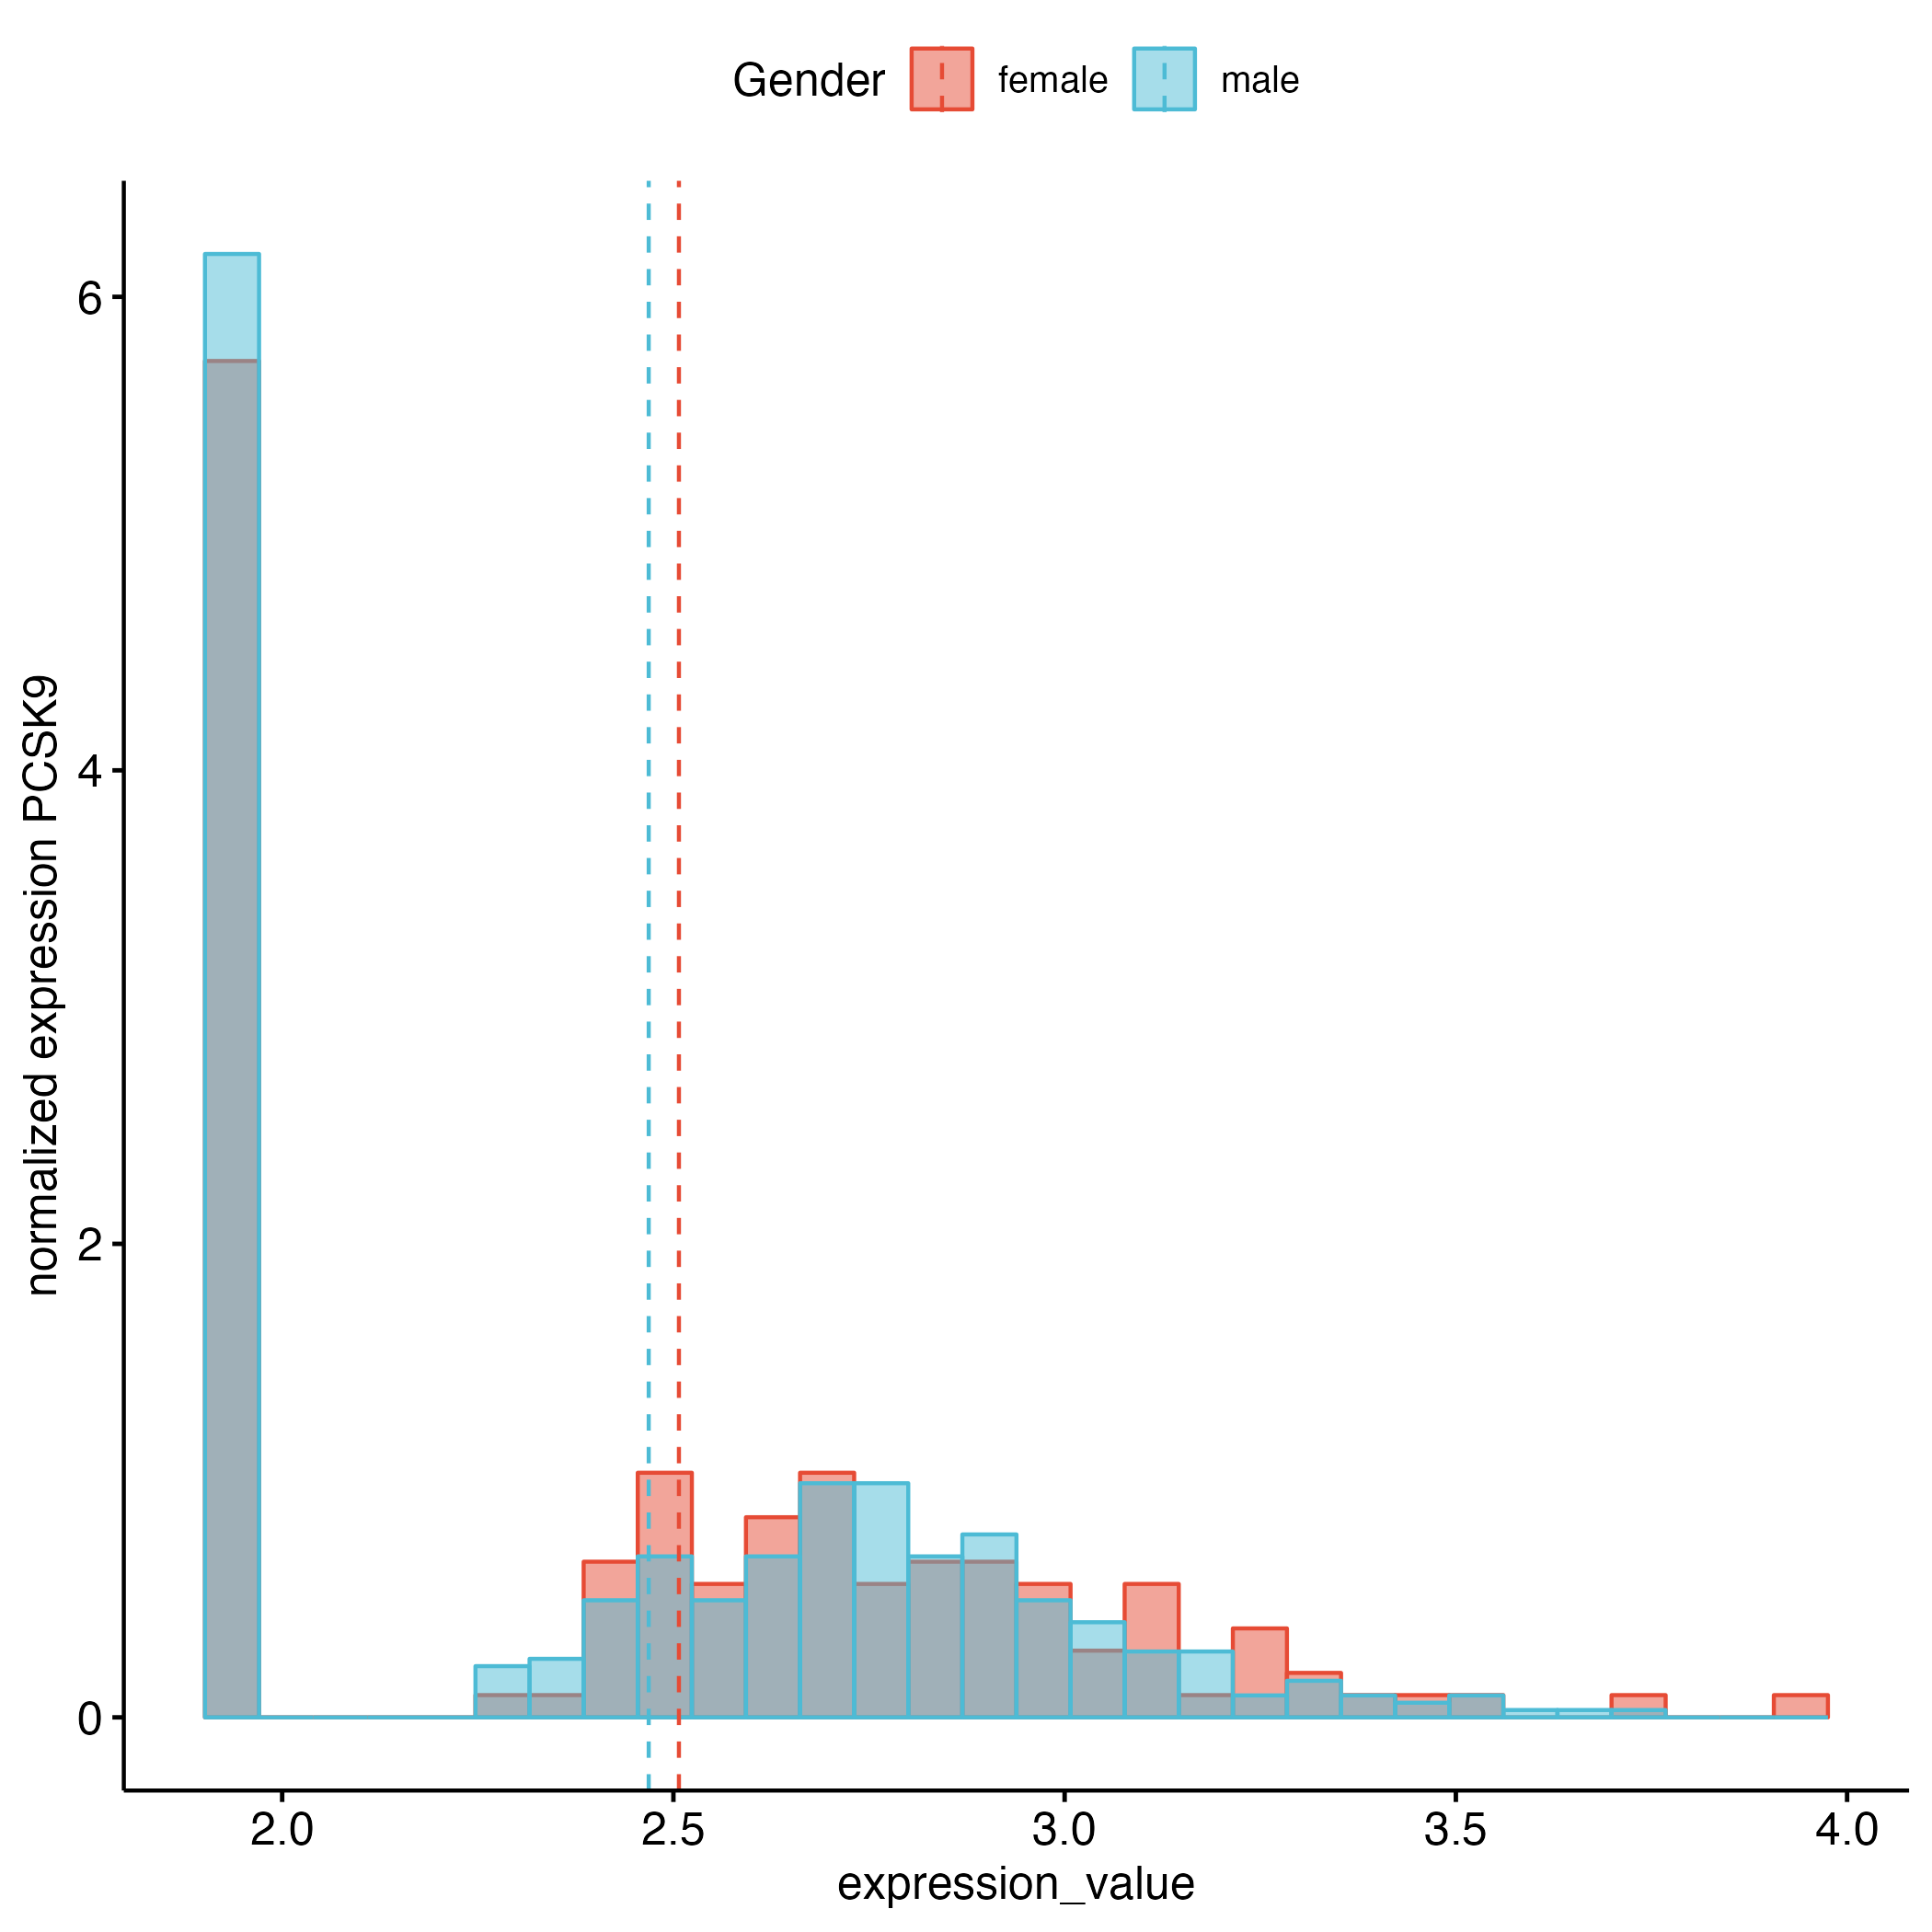 Gender female male
normalized expression PCSK9
6
4
2
0
2.0 2.5 3.0 3.5 4.0
expression_value